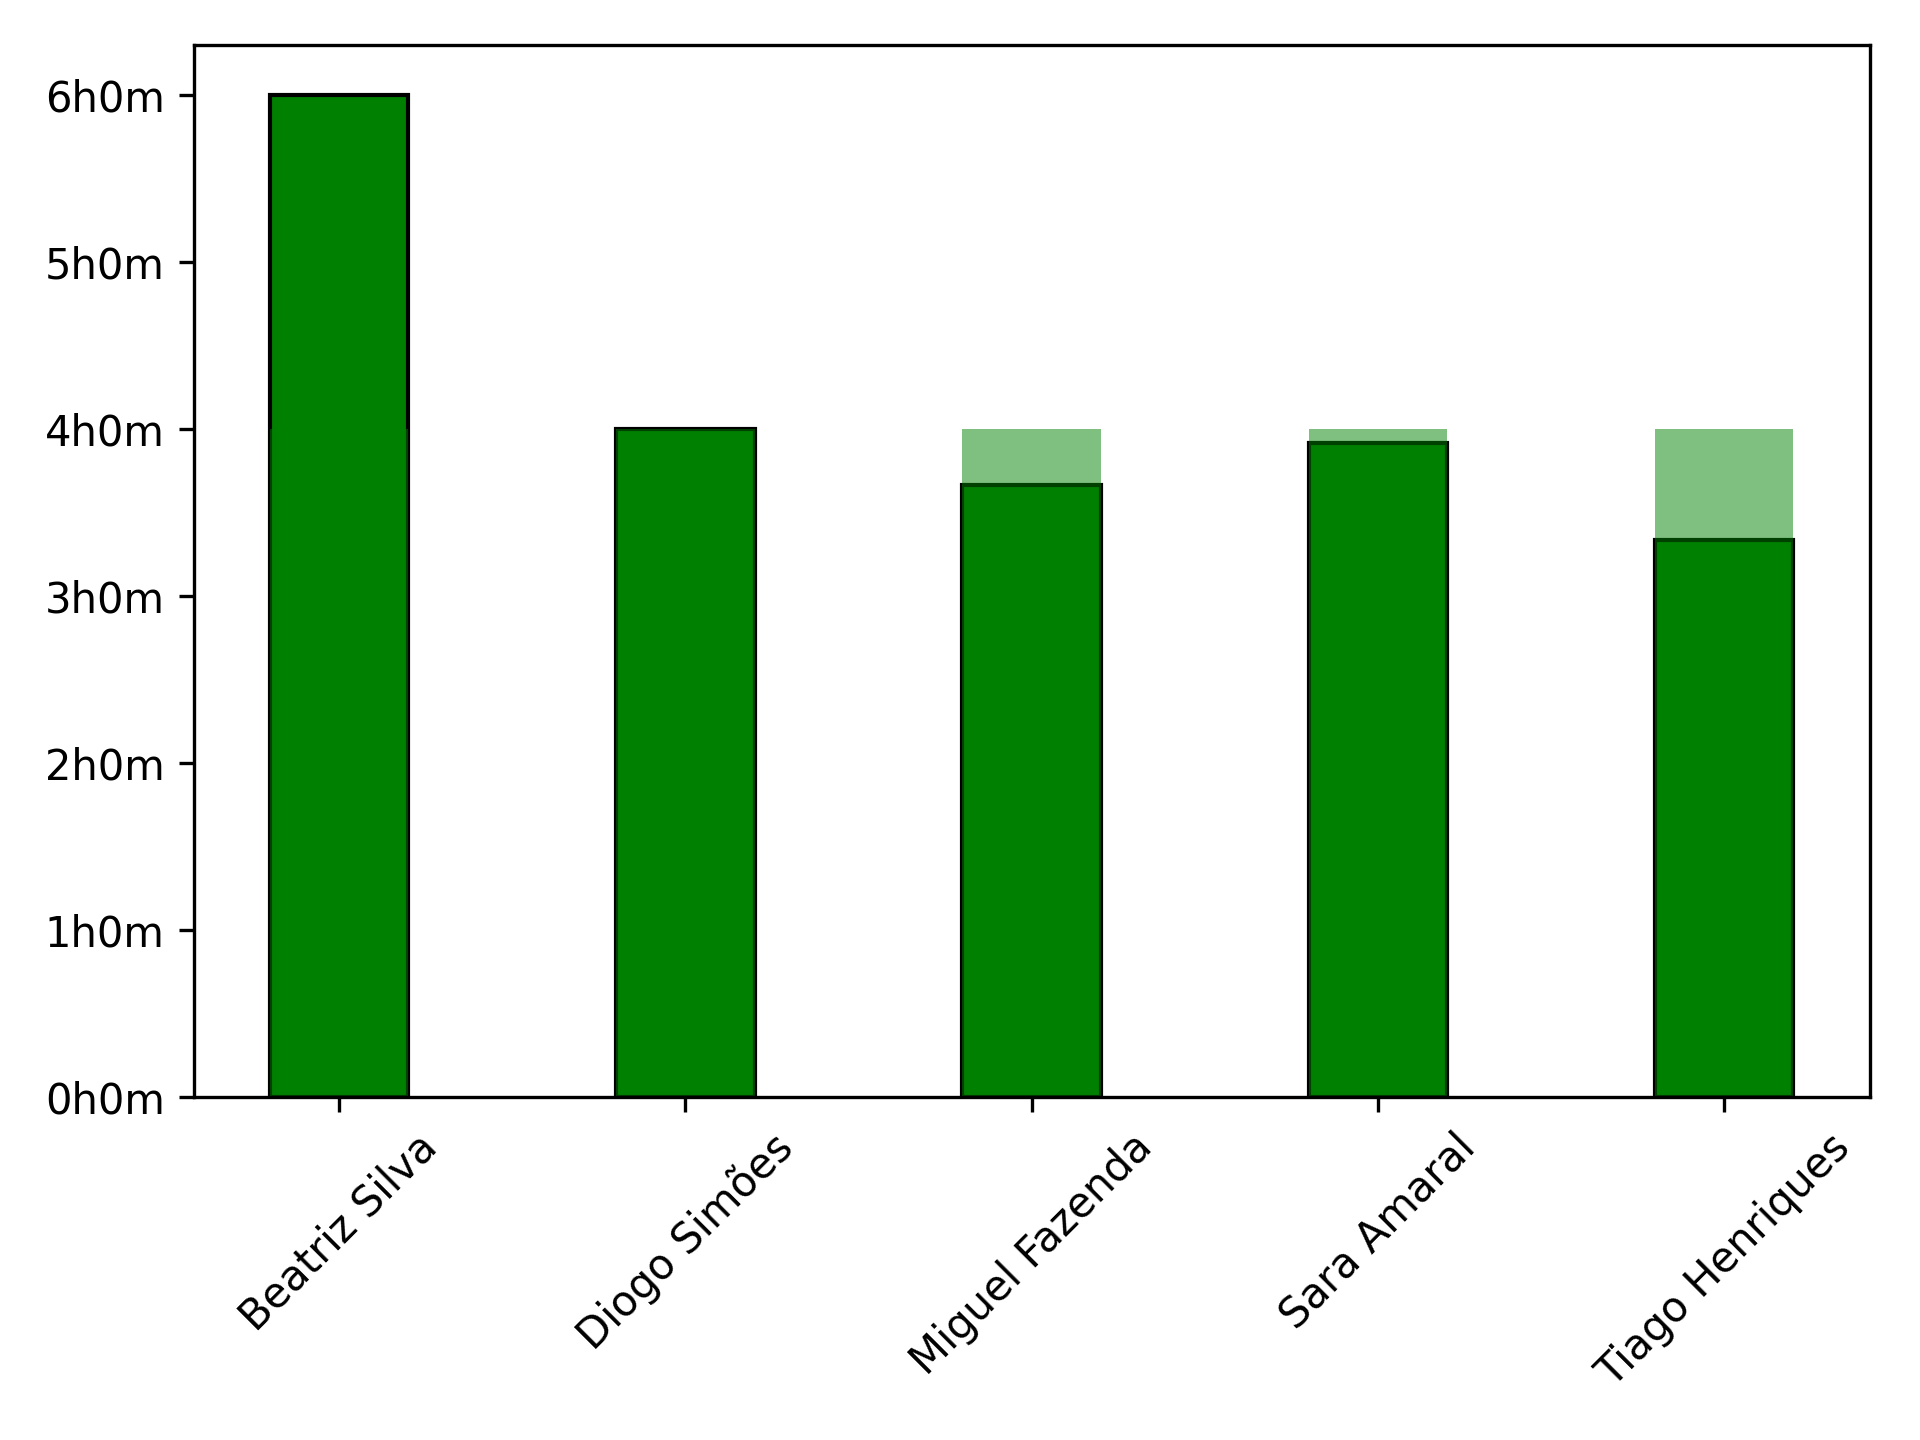 6h0m
5h0m
4h0m
3h0m
2h0m
1h0m
0h0m
Beatriz Silva
Diogo Simões
Miguel Fazenda
Sara Amaral
Tiago Henriques